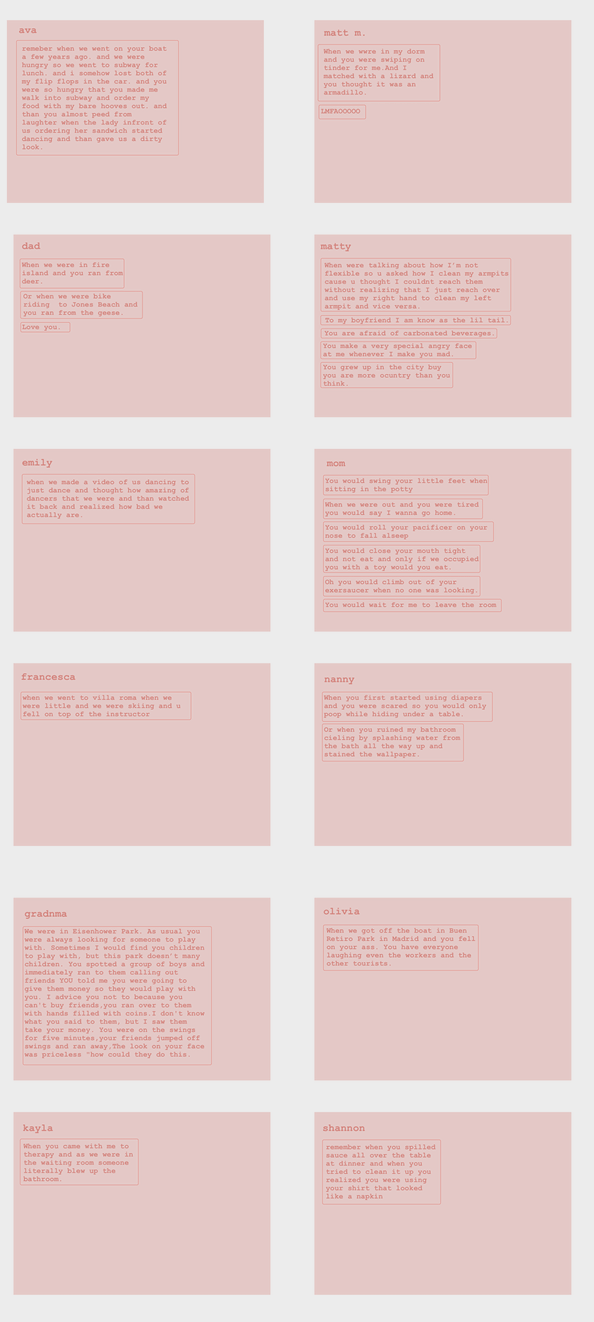 ava
remeber when we went on your boat
a few years ago. and we were
hungry so we went to subway for
lunch. and i somehow lost both of
my flip flops in the car. and you
were so hungry that you made me
walk into subway and order my
food with my bare hooves out. and
than you almost peed from
laughter when the lady infront of
us ordering her sandwich started
dancing and than gave us a dirty
look.
matt m.
When we wwre in my dorm
and you were swiping on
tinder for me.And I
matched with a lizard and
you thought it was an
armadillo.
LMFAOOOOO
dad
When we were in fire
island and you ran from
deer.
Or when we were bike
riding  to Jones Beach and
you ran from the geese.
Love you.
matty
When were talking about how I'm not
flexible so u asked how I clean my armpits
cause u thought I couldnt reach them
without realizing that I just reach over
and use my right hand to clean my left
armpit and vice versa.
To my boyfriend I am know as the lil tail
You are afraid of carbonated beverages.
You make a very special angry face
at me whenever I make you mad.
You grew up in the city buy
you are more ocuntry than you
think.
emily
when we made a video of us dancing to
just dance and thought how amazing of
dancers that we were and than watched
it back and realized how bad we
actually are.
mom
You would swing your little feet when
sitting in the potty
When we were out and you were tired
you would say I wanna go home
You would roll your pacificer on your
nose to fall alseep
You would close your mouth tight
and not eat and only if we occupied
you with a toy would you eat.
Oh you would climb out of your
exersaucer when no one was looking.
You would wait for me to leave the room
francesca
when we went to villa roma when we
were little and we were skiing and u
fell on top of the instructor
nanny
When you first started using diapers
and you were scared so you would only
poop while hiding under a table.
Or when you ruined my bathroom
cieling by splashing water from
the bath all the way up and
stained the wallpaper.
gradnma
We were in Eisenhower Park. As usual you
were always looking for someone to play
with. Sometimes I would find you children
to play with, but this park doesn't many
children. You spotted a group of boys and
immediately ran to them calling out
friends YOU told me you were going to
give them money so they would play with
you. I advice you not to because you
can't buy friends,you ran over to them
with hands filled with coins.I don't know
what you said to them, but I saw them
take your money. You were on the swings
for five minutes,your friends jumped off
swings and ran away,The look on your face
was priceless "how could they do this.
olivia
When we got off the boat in Buen
Retiro Park in Madrid and you fell
on your ass. You have everyone
laughing even the workers and the
other tourists.
kayla
When you came with me to
therapy and as we were in
the waiting room someone
literally blew up the
bathroom.
shannon
remember when you spilled
sauce all over the table
at dinner and when you
tried to clean it up you
realized you were using
your shirt that looked
like a napkin